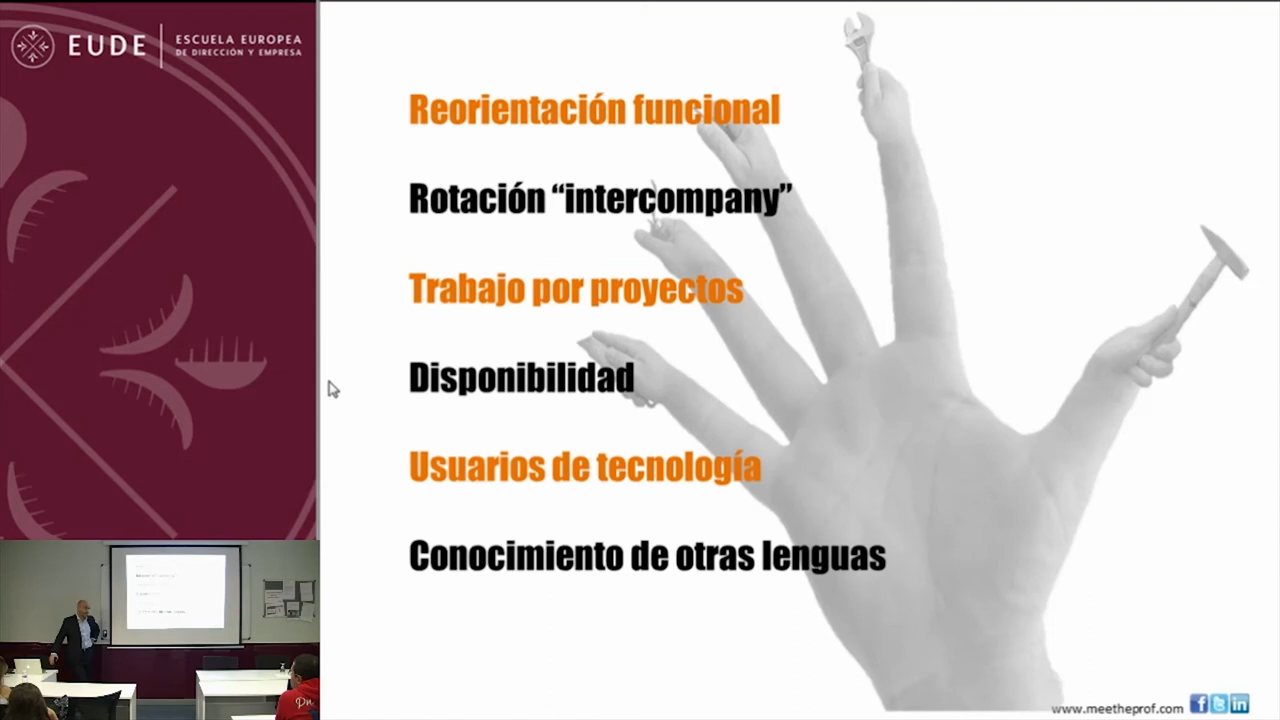 EUDE
ESCUELA EUROPEA
DE DIRECCIÓN Y EMPRESA
Reorientación funcional
Rotación “intercompany”
Trabajo por proyectos
Disponibilidad
Usuarios de tecnología
Conocimiento de otras lenguas
www.meetheprof.com